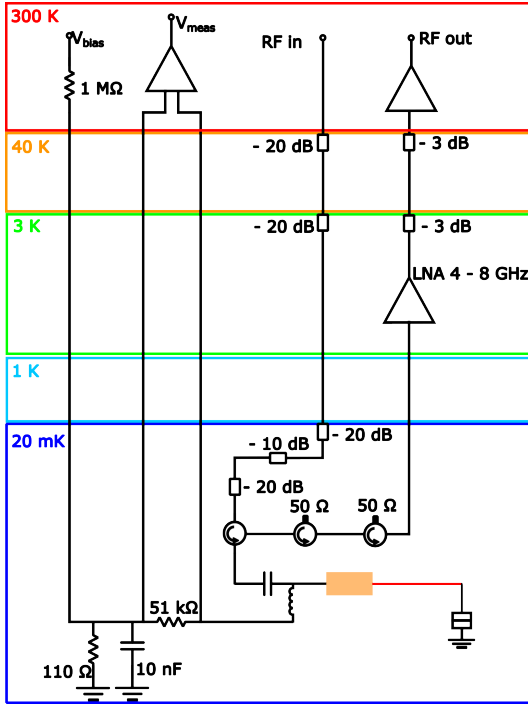 300 K
Vbias
Vmeas
RF in
RF out
1 MΩ
40 K
- 20 dB
- 3 dB
3 K
- 20 dB
- 3 dB
LNA 4 - 8 GHz
1 K
20 mK
- 20 dB
- 10 dB
- 20 dB
50 Ω
50 Ω
51 kΩ
110 Ω
10 nF